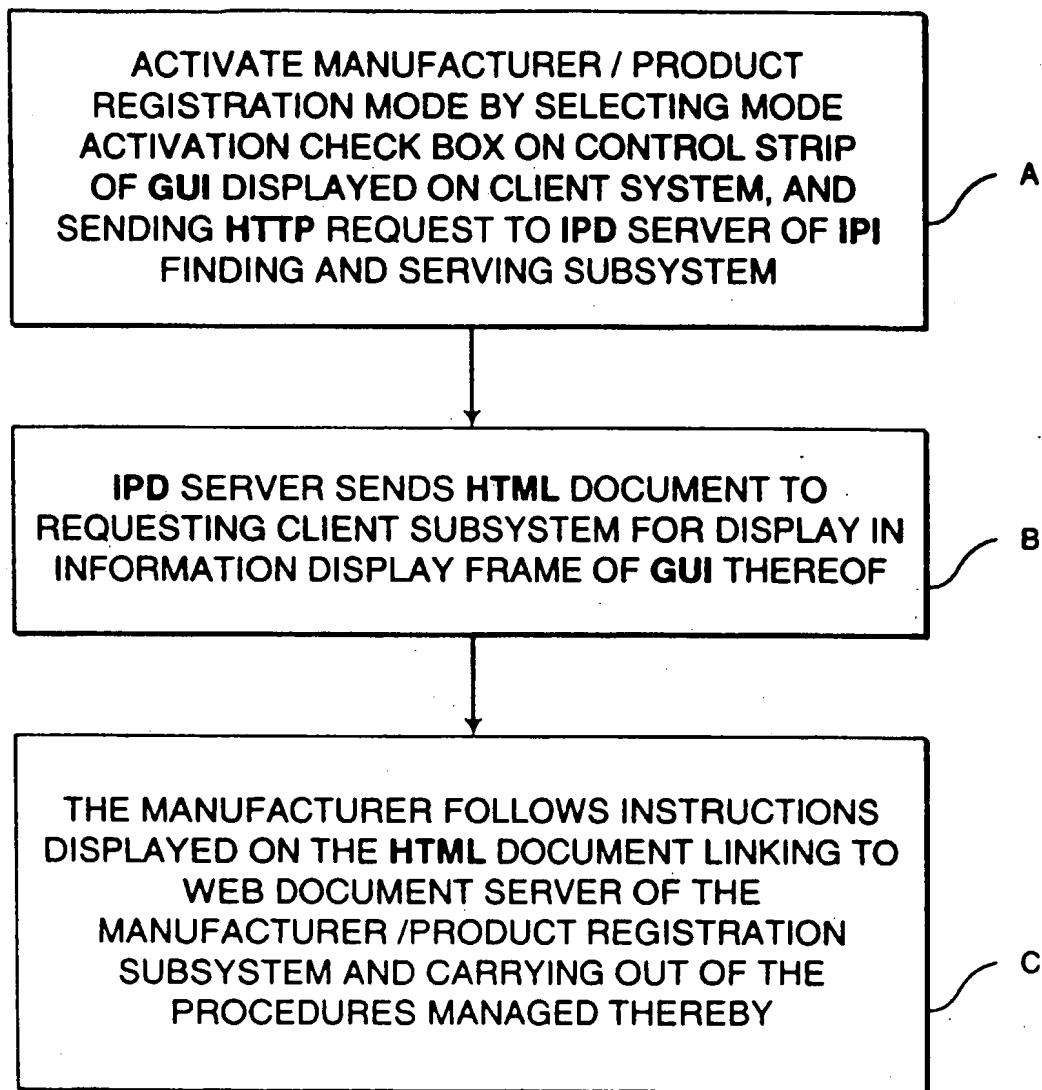 ACTIVATE MANUFACTURER / PRODUCT
REGISTRATION MODE BY SELECTING MODE
ACTIVATION CHECK BOX ON CONTROL STRIP
OF GUI DISPLAYED ON CLIENT SYSTEM, AND
SENDING HTTP REQUEST TO IPD SERVER OF IPI
FINDING AND SERVING SUBSYSTEM
A
IPD SERVER SENDS HTML DOCUMENT TO
REQUESTING CLIENT SUBSYSTEM FOR DISPLAY IN
INFORMATION DISPLAY FRAME OF GUI THEREOF
B
THE MANUFACTURER FOLLOWS INSTRUCTIONS
DISPLAYED ON THE HTML DOCUMENT LINKING TO
WEB DOCUMENT SERVER OF THE
MANUFACTURER /PRODUCT REGISTRATION
SUBSYSTEM AND CARRYING OUT OF THE
PROCEDURES MANAGED THEREBY
C